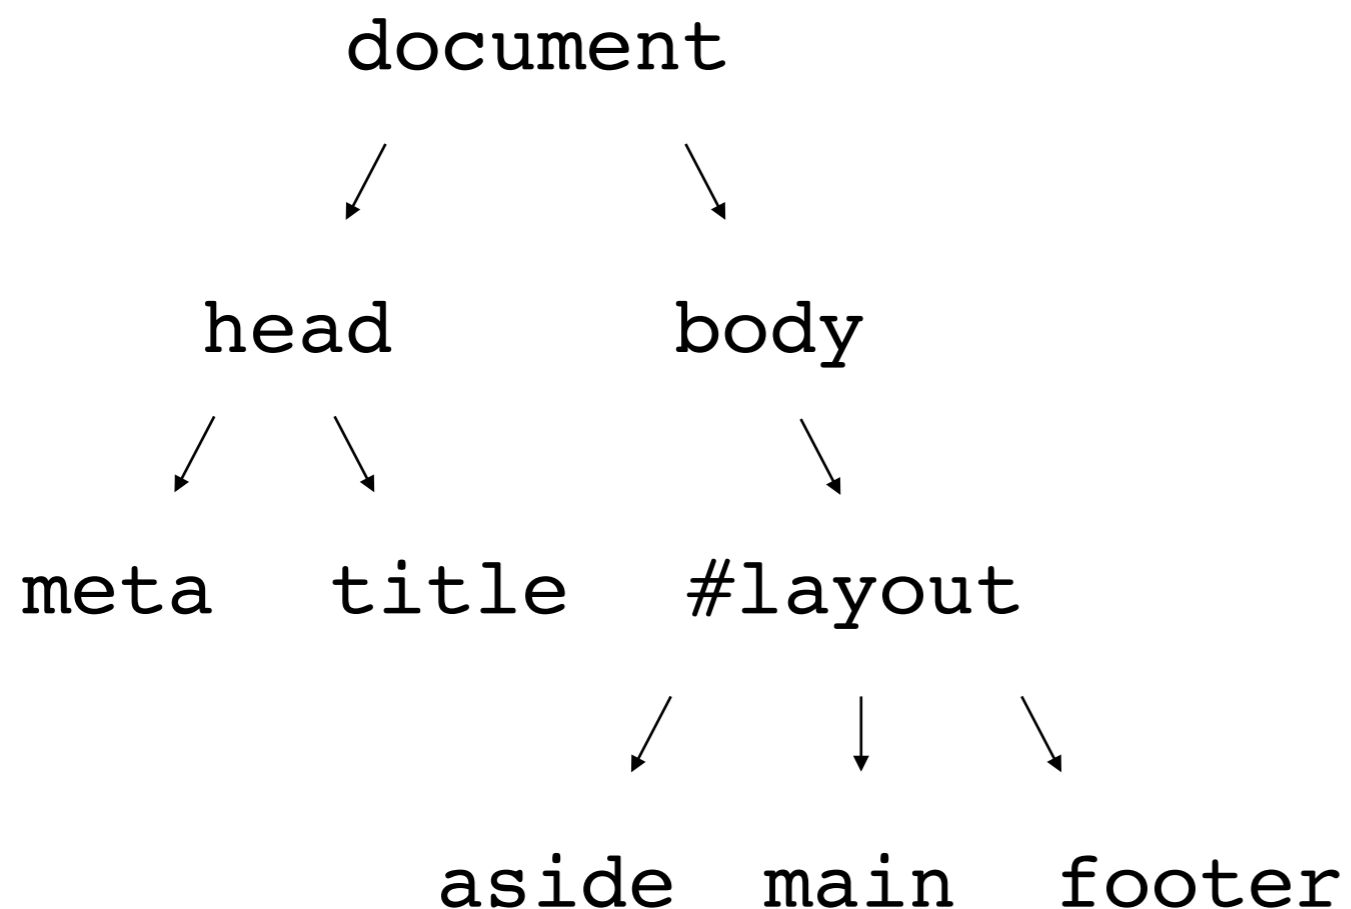 document
head body
meta title #layout
aside main footer